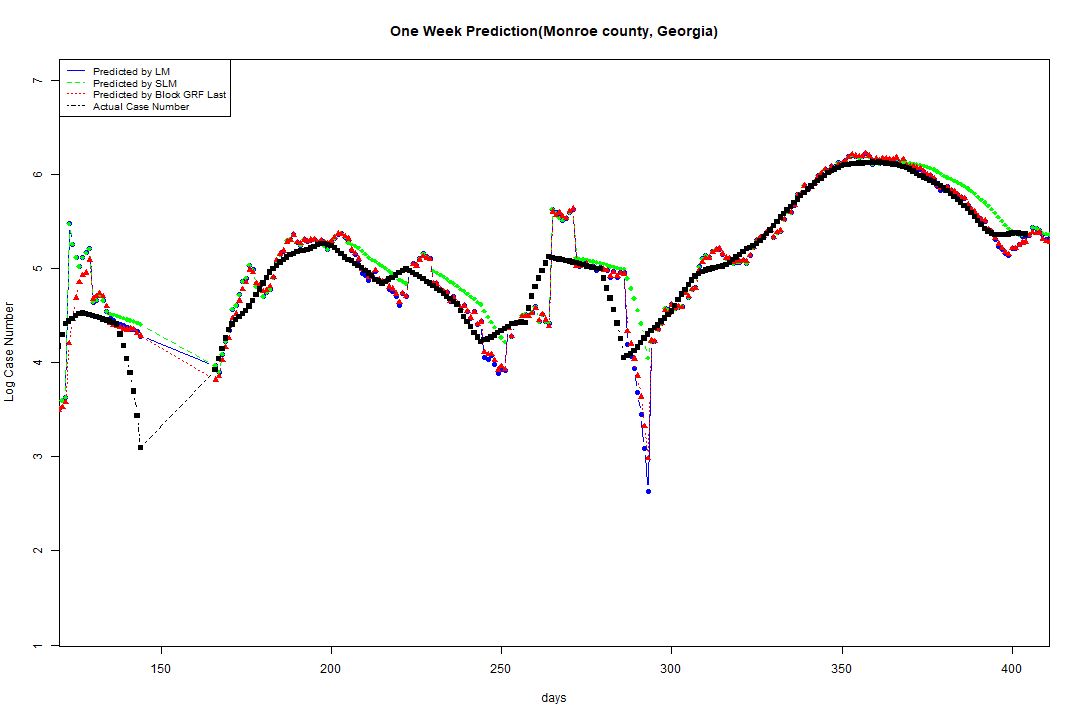 One Week Prediction(Monroe county, Georgia)
Predicted by LM
Predicted by SLM
Predicted by Block GRF Last
Actual Case Number
7
6
5
4
3
2
1
Log Case Number
150 200 250 300 350 400
days